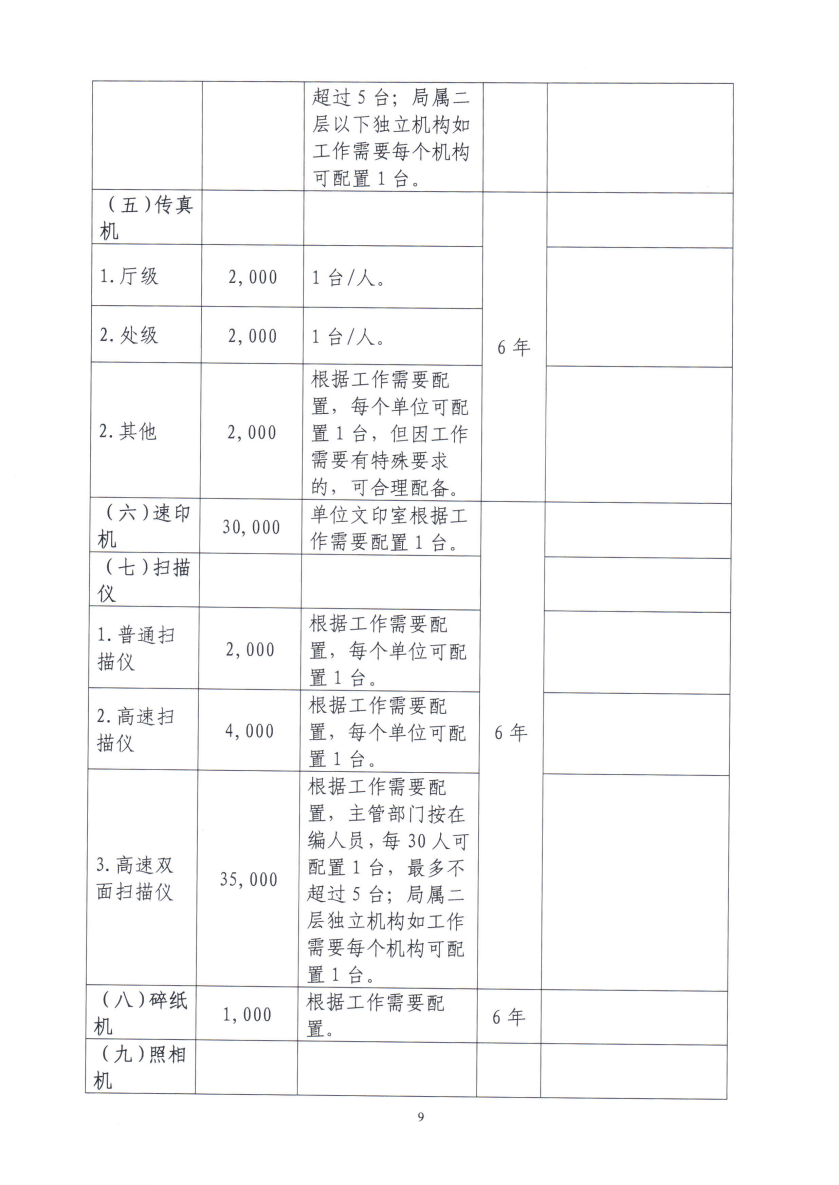 超过 5 台；局属二
层以下独立机构如
工作需要每个机构
可配置 1 台。
（五）传真
机
1.厅级
2,000
1 台/人。
2.处级
2,000
1 台/人。
6 年
2.其他
2,000
根据工作需要配
置，每个单位可配
置 1 台，但因工作
需要有特殊要求
的，可合理配备。
（六）速印
机
30,000
单位文印室根据工
作需要配置 1 台。
（七）扫描
仪
1.普通扫
描仪
2,000
根据工作需要配
置，每个单位可配
置 1 台。
2.高速扫
描仪
4,000
根据工作需要配
置，每个单位可配
置 1 台。
6 年
3.高速双
面扫描仪
35,000
根据工作需要配
置，主管部门按在
编人员，每 30 人可
配置 1 台，最多不
超过 5 台；局属二
层独立机构如工作
需要每个机构可配
置 1 台。
（八）碎纸
机
1,000
根据工作需要配
置。
6 年
（九）照相
机
9